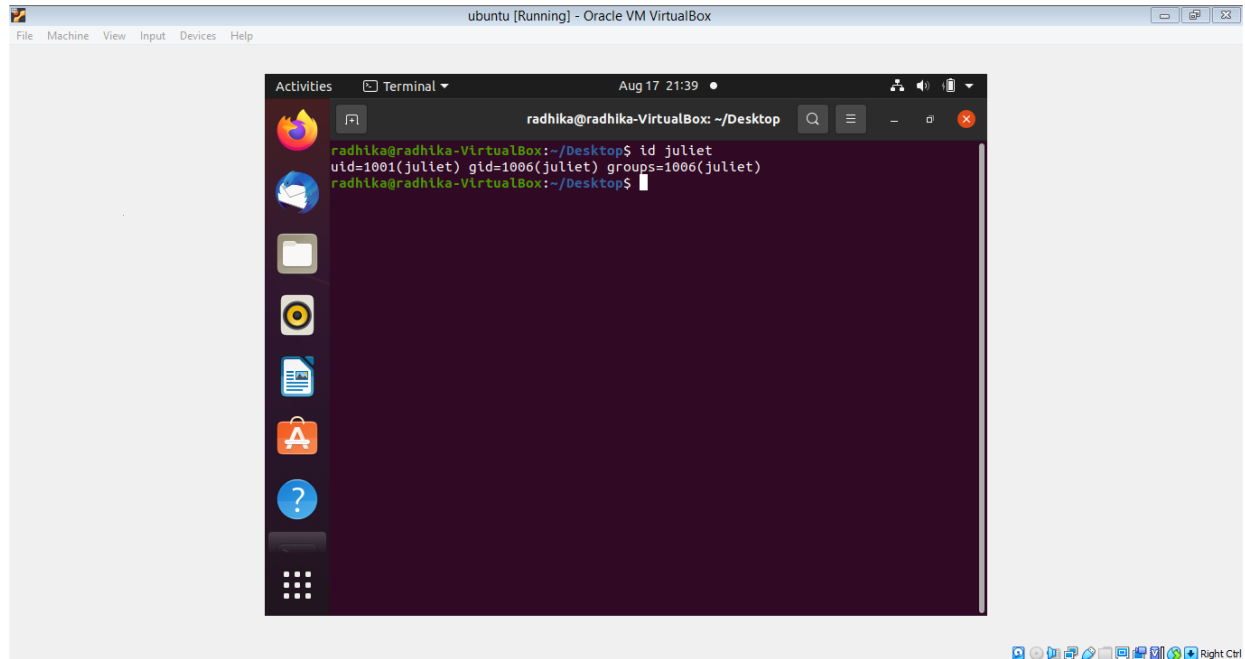 ubuntu [Running] - Oracle VM VirtualBox
File Machine View Input Devices Help
Activities Terminal Aug 17 21:39
radhika@radhika-VirtualBox: ~/Desktop
radhika@radhika-VirtualBox:~/Desktop$ id juliet
uid=1001(juliet) gid=1006(juliet) groups=1006(juliet)
radhika@radhika-VirtualBox:~/Desktop$
Right Ctrl